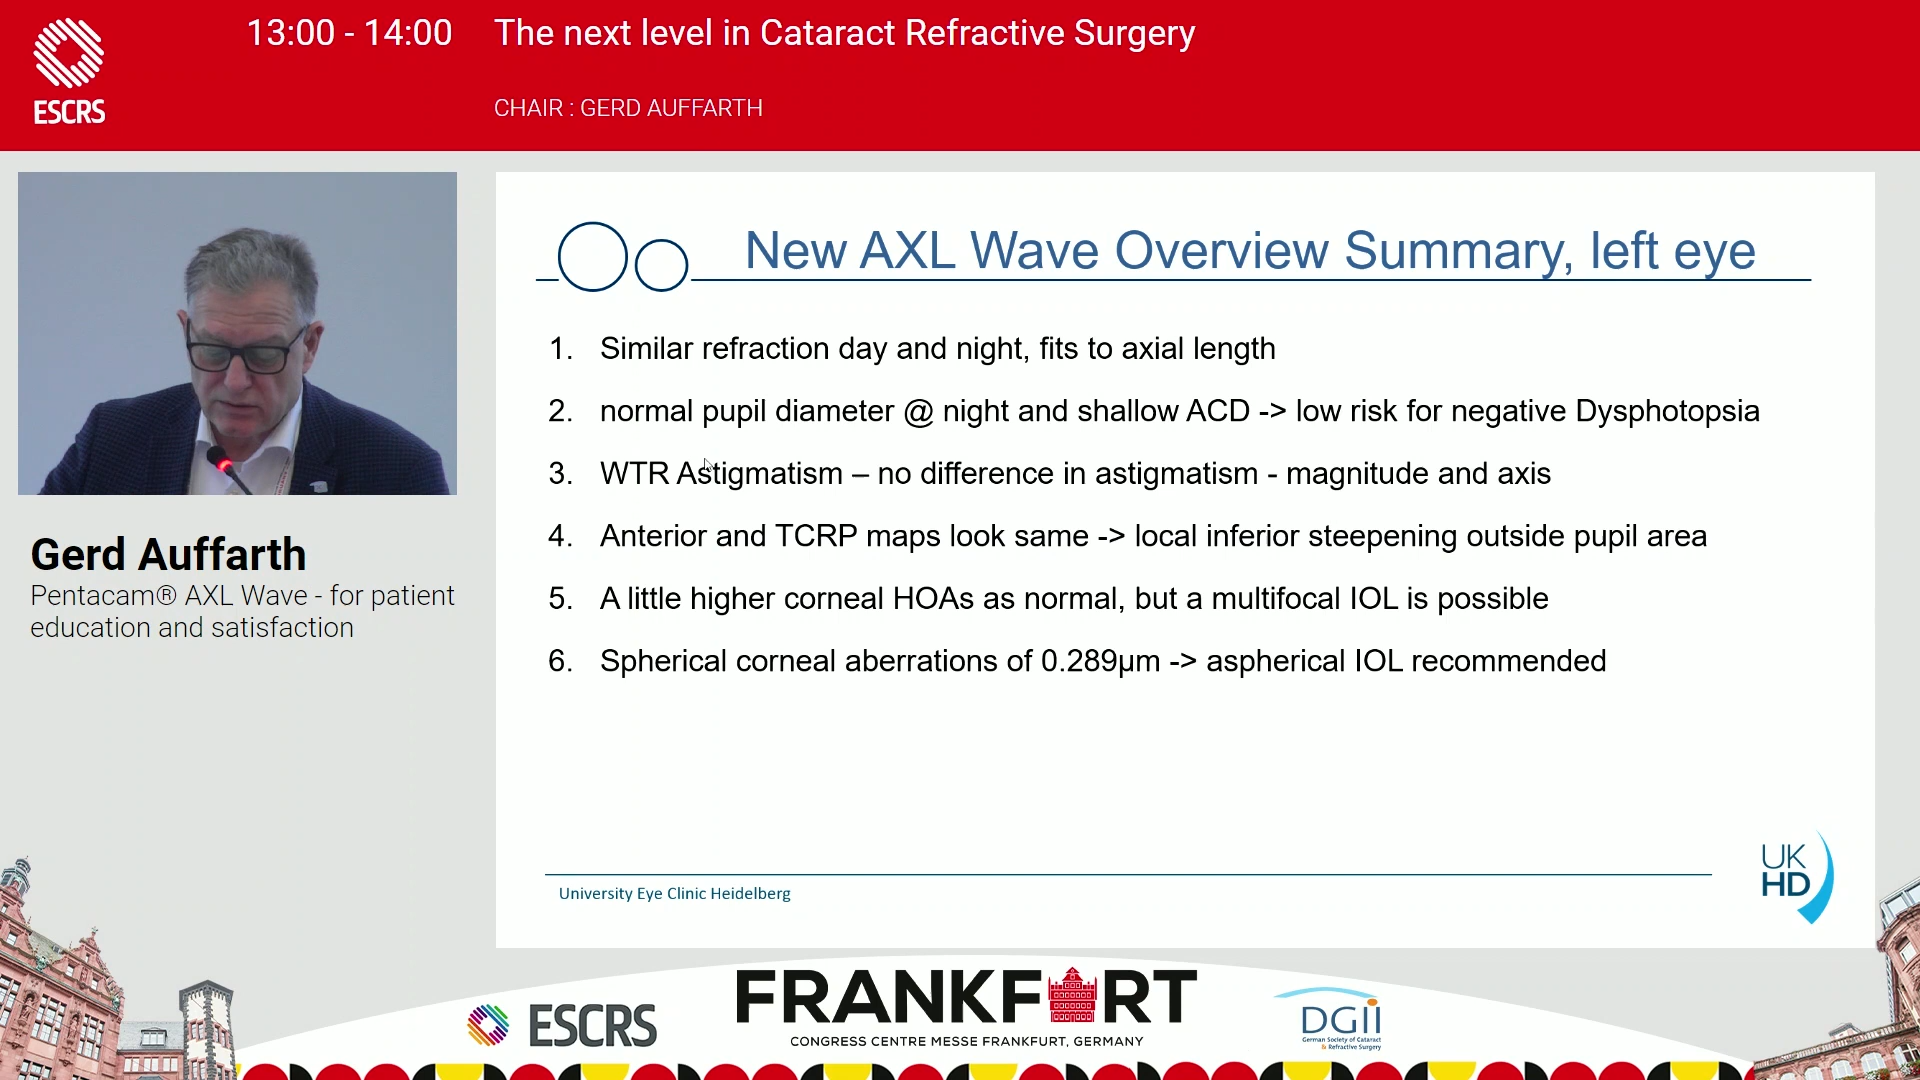 ESCRS
13:00 - 14:00
The next level in Cataract Refractive Surgery
CHAIR : GERD AUFFARTH
Gerd Auffarth
Pentacam® AXL Wave - for patient
education and satisfaction
New AXL Wave Overview Summary, left eye
1. Similar refraction day and night, fits to axial length
2. normal pupil diameter @ night and shallow ACD -> low risk for negative Dysphotopsia
3. WTR Astigmatism – no difference in astigmatism - magnitude and axis
4. Anterior and TCRP maps look same -> local inferior steepening outside pupil area
5. A little higher corneal HOAs as normal, but a multifocal IOL is possible
6. Spherical corneal aberrations of 0.289µm -> aspherical IOL recommended
University Eye Clinic Heidelberg
UK
HD
ESCRS
FRANKFURT
CONGRESS CENTRE MESSE FRANKFURT, GERMANY
DGii
German Society of Cataract
& Refractive Surgery